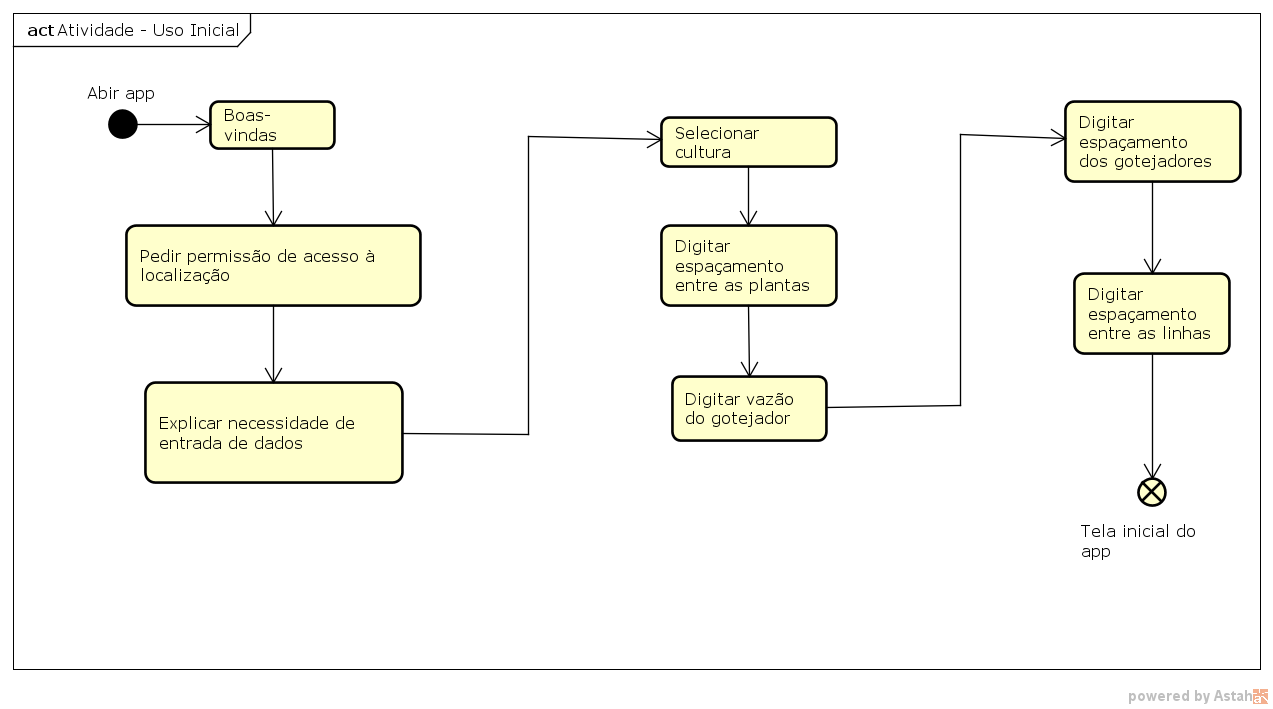 act Atividade - Uso Inicial
Abir app
Boas-
vindas
Pedir permissão de acesso à
localização
Explicar necessidade de
entrada de dados
Selecionar
cultura
Digitar
espaçamento
entre as plantas
Digitar vazão
do gotejador
Digitar
espaçamento
dos gotejadores
Digitar
espaçamento
entre as linhas
Tela inicial do
app
powered by Astah